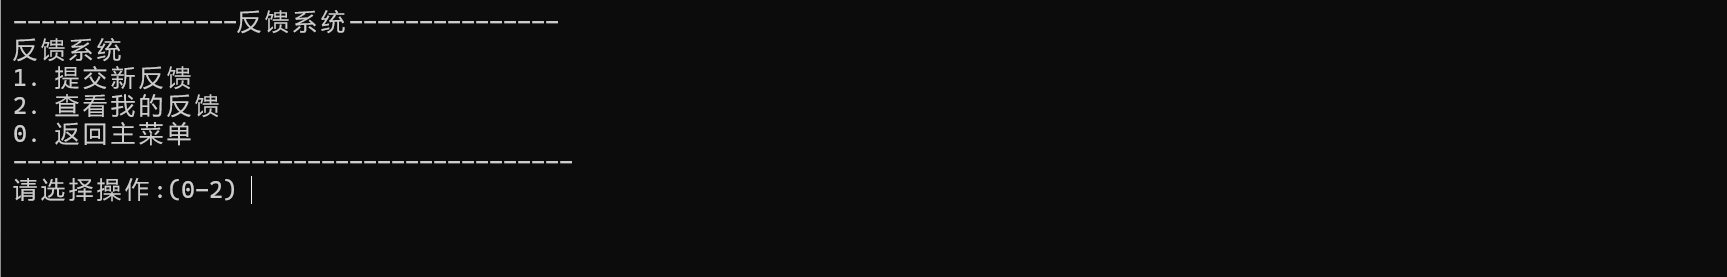 ----------------反馈系统---------------
反馈系统
1. 提交新反馈
2. 查看我的反馈
0. 返回主菜单
----------------------------------------
请选择操作:(0-2)